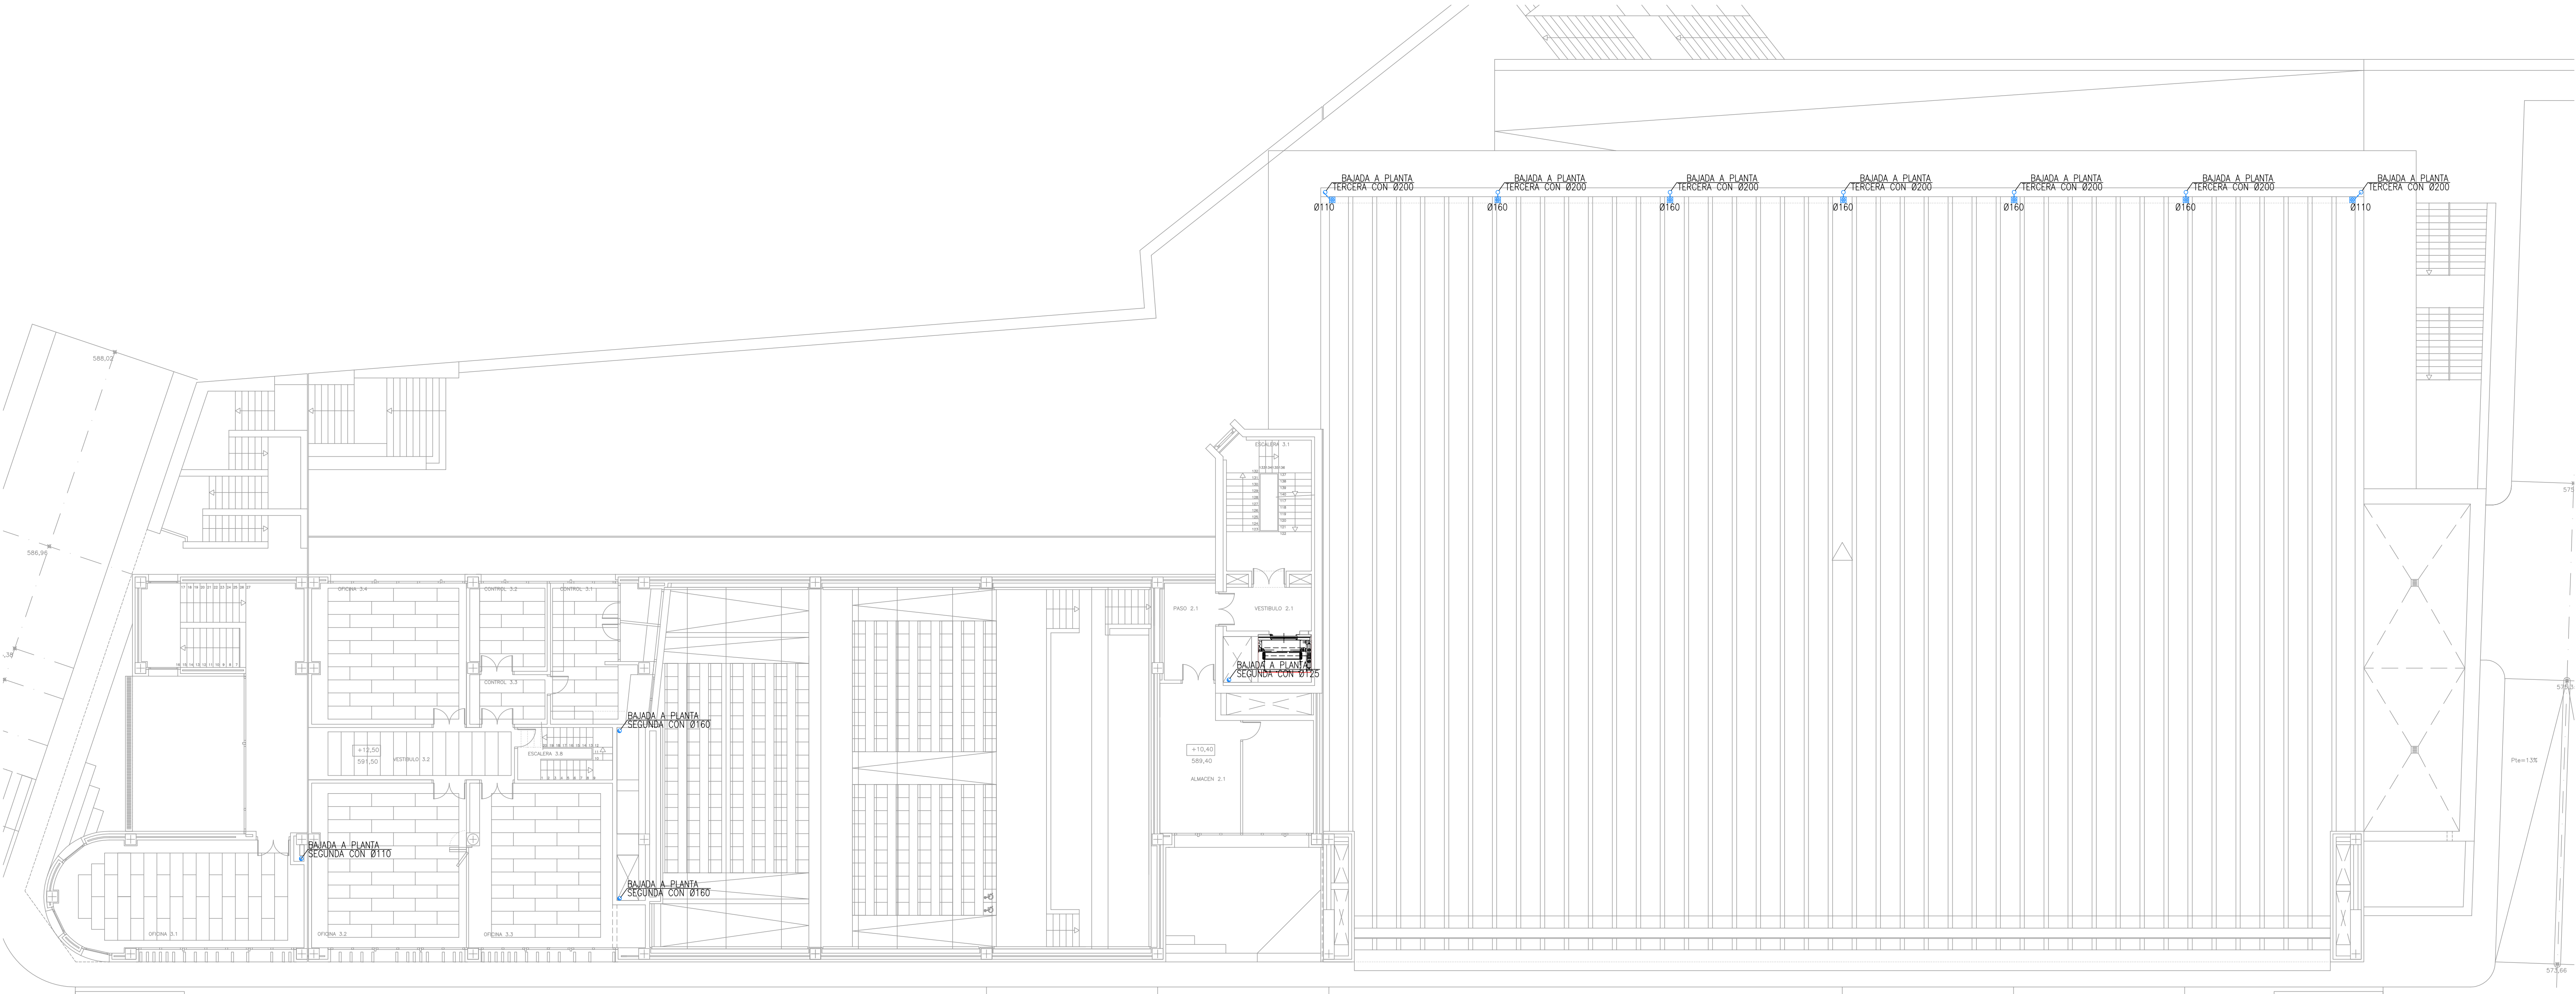 BAJADA A PLANTA
TERCERA CON Ø200
BAJADA A PLANTA
TERCERA CON Ø200
BAJADA A PLANTA
TERCERA CON Ø200
BAJADA A PLANTA
TERCERA CON Ø200
BAJADA A PLANTA
TERCERA CON Ø200
BAJADA A PLANTA
TERCERA CON Ø200
BAJADA A PLANTA
TERCERA CON Ø200
Ø110
Ø160
Ø160
Ø160
Ø160
Ø160
Ø110
588,02
ESCALERA 3.1
588,96
OFICINA 3.4
CONTROL 3.2
CONTROL 3.1
PASO 2.1
VESTIBULO 2.1
BAJADA A PLANTA
SEGUNDA CON Ø125
CONTROL 3.3
BAJADA A PLANTA
SEGUNDA CON Ø160
+12,50
591,50
VESTIBULO 3.2
ESCALERA 3.B
+10,40
589,40
ALMACEN 2.1
Pte=13%
BAJADA A PLANTA
SEGUNDA CON Ø110
BAJADA A PLANTA
SEGUNDA CON Ø160
OFICINA 3.1
OFICINA 3.2
OFICINA 3.3
573,66